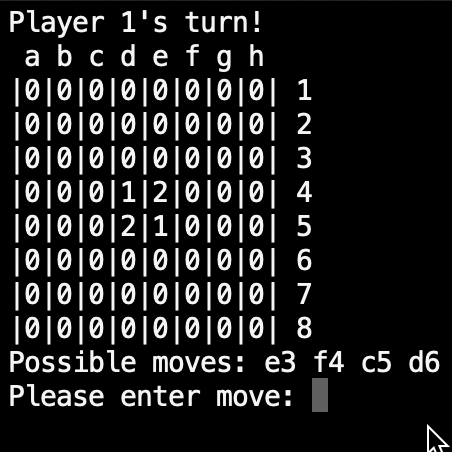 Player 1's turn!
 a b c d e f g h
|0|0|0|0|0|0|0|0| 1
|0|0|0|0|0|0|0|0| 2
|0|0|0|0|0|0|0|0| 3
|0|0|0|1|2|0|0|0| 4
|0|0|0|2|1|0|0|0| 5
|0|0|0|0|0|0|0|0| 6
|0|0|0|0|0|0|0|0| 7
|0|0|0|0|0|0|0|0| 8
Possible moves: e3 f4 c5 d6
Please enter move: